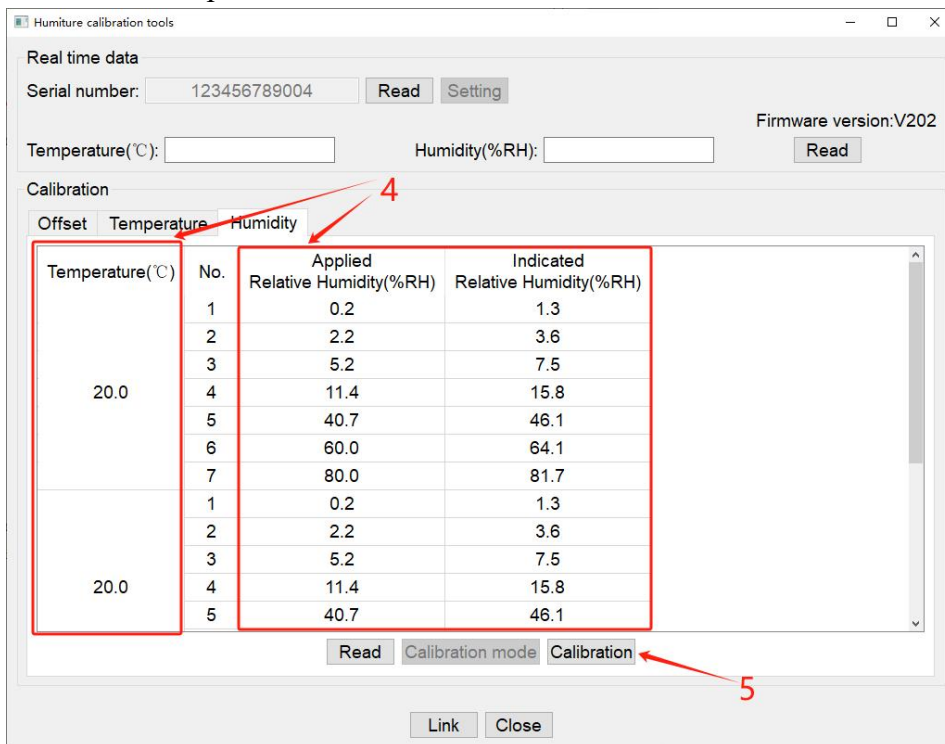 Humiture calibration tools
Real time data
Serial number: 123456789004 Read Setting
Firmware version:V202
Temperature(℃): Humidity(%RH): Read
Calibration
4
Offset Temperature Humidity
Temperature(℃) No. Applied Relative Humidity(%RH) Indicated Relative Humidity(%RH)
1 0.2 1.3
2 2.2 3.6
3 5.2 7.5
20.0 4 11.4 15.8
5 40.7 46.1
6 60.0 64.1
7 80.0 81.7
1 0.2 1.3
2 2.2 3.6
3 5.2 7.5
20.0 4 11.4 15.8
5 40.7 46.1
Read Calibration mode Calibration
5
Link Close